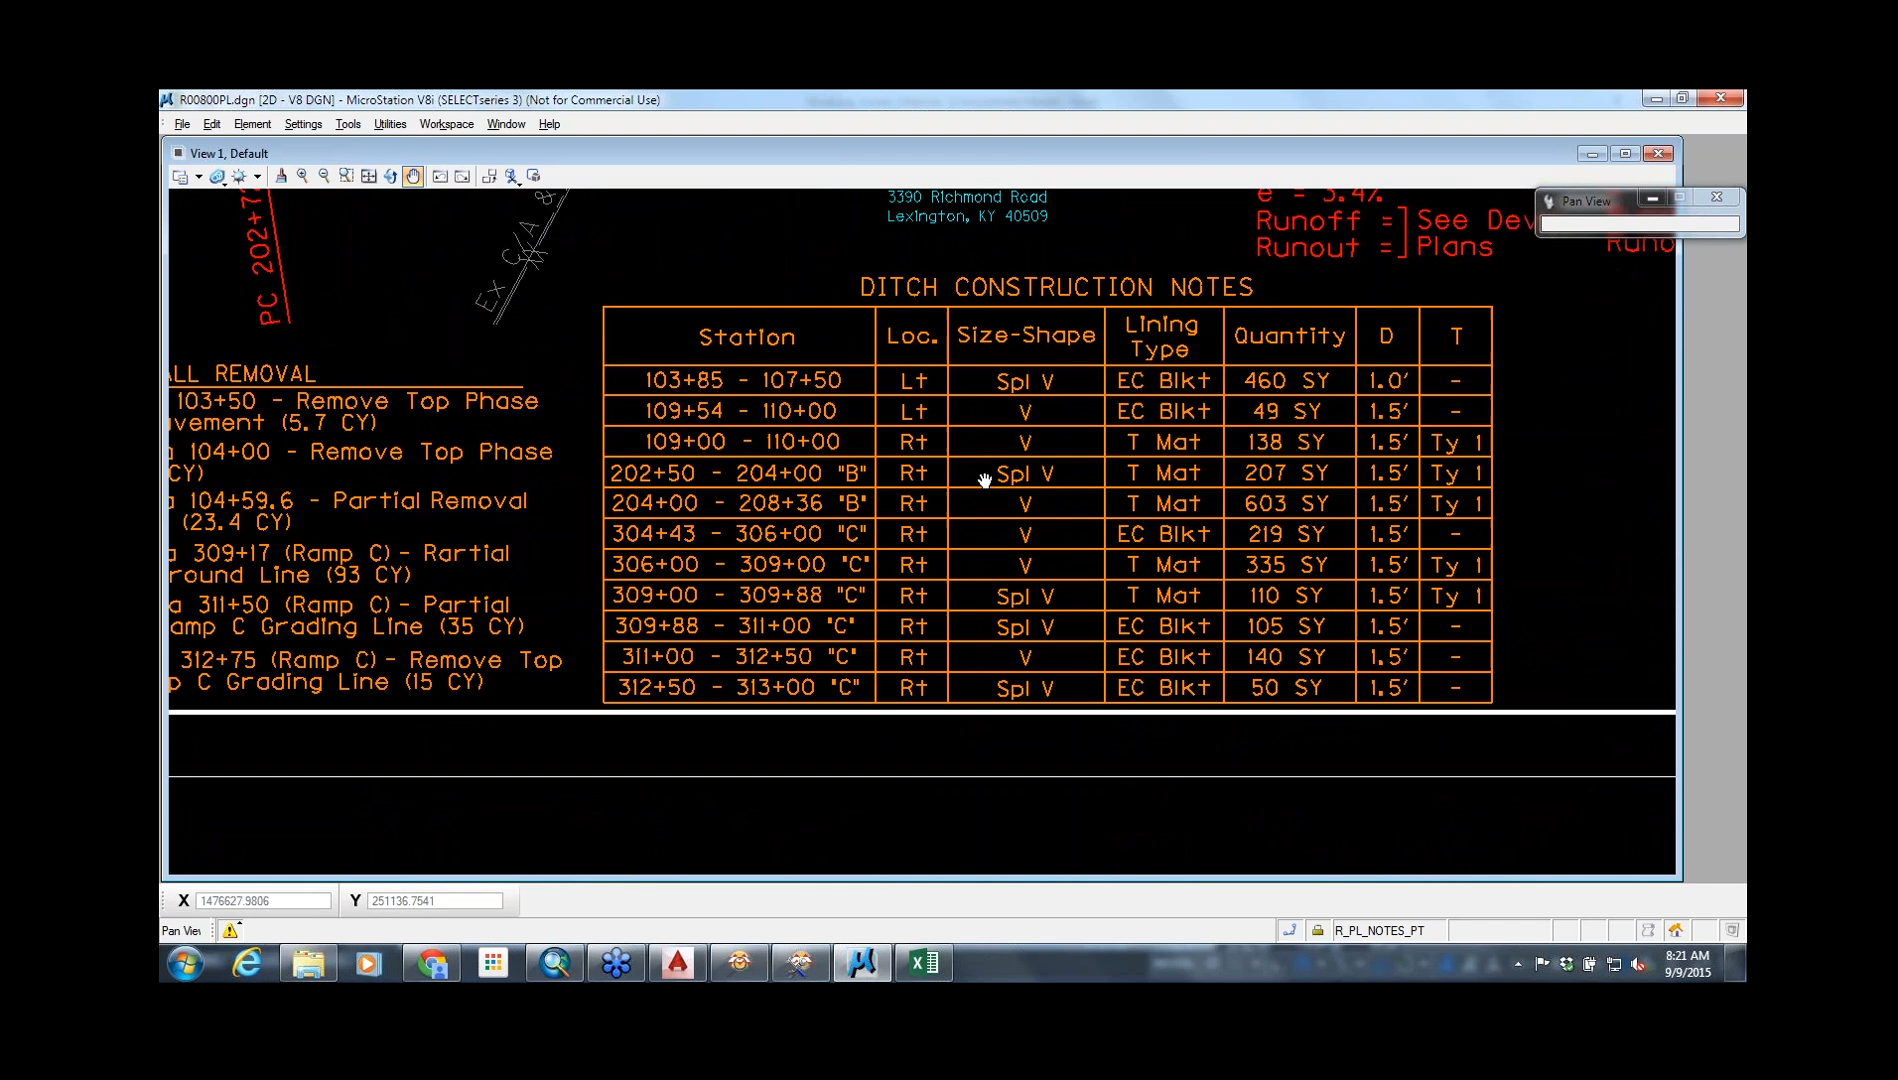 R00800PL.dgn [2D - V8 DGN] - MicroStation V8i (SELECTseries 3) (Not for Commercial Use)
File Edit Element Settings Tools Utilities Workspace Window Help
View 1, Default
Pan View
PC 202+7
Ex C/A &
3390 Richmond Road
Lexington, KY 40509
e = 3.4%
Runoff = See Dev
Runout = Plans
Runo
ALL REMOVAL
103+50 - Remove Top Phase
avement (5.7 CY)
a 104+00 - Remove Top Phase
CY)
a 104+59.6 - Partial Removal
(23.4 CY)
a 309+17 (Ramp C)- Rartial
round Line (93 CY)
a 311+50 (Ramp C)- Partial
amp C Grading Line (35 CY)
312+75 (Ramp C)- Remove Top
p C Grading Line (15 CY)
DITCH CONSTRUCTION NOTES
Station Loc. Size-Shape Lining Type Quantity D T
103+85 - 107+50 Lt Spl V EC Blkt 460 SY 1.0' -
109+54 - 110+00 Lt V EC Blkt 49 SY 1.5' -
109+00 - 110+00 Rt V T Mat 138 SY 1.5' Ty 1
202+50 - 204+00 "B" Rt Spl V T Mat 207 SY 1.5' Ty 1
204+00 - 208+36 "B" Rt V T Mat 603 SY 1.5' Ty 1
304+43 - 306+00 "C" Rt V EC Blkt 219 SY 1.5' -
306+00 - 309+00 "C" Rt V T Mat 335 SY 1.5' Ty 1
309+00 - 309+88 "C" Rt Spl V T Mat 110 SY 1.5' Ty 1
309+88 - 311+00 "C" Rt Spl V EC Blkt 105 SY 1.5' -
311+00 - 312+50 "C" Rt V EC Blkt 140 SY 1.5' -
312+50 - 313+00 "C" Rt Spl V EC Blkt 50 SY 1.5' -
X 1476627.9806 Y 251136.7541
Pan Viev
R_PL_NOTES_PT
8:21 AM
9/9/2015